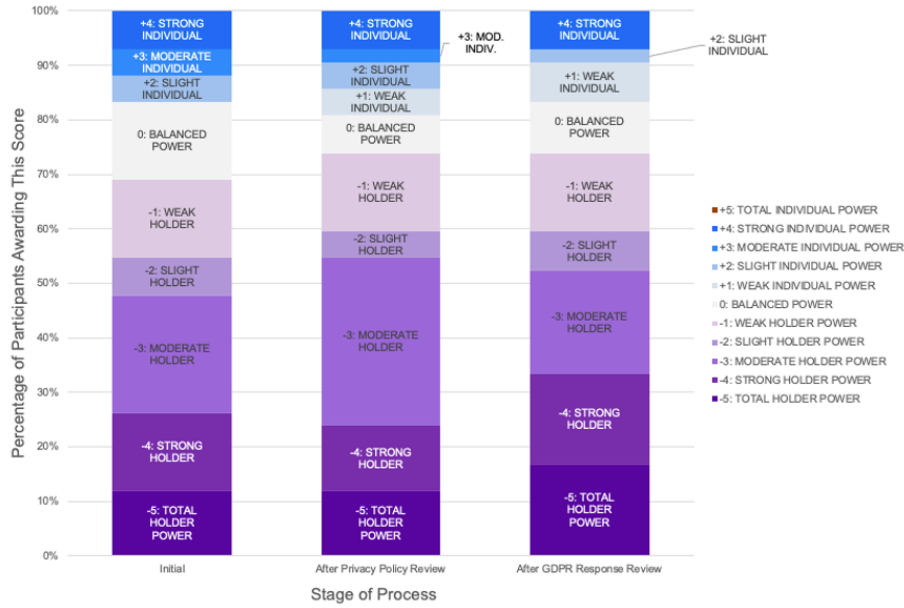 100%
90%
80%
70%
60%
50%
40%
30%
20%
10%
0%
Percentage of Participants Awarding This Score
+4: STRONG
INDIVIDUAL
+3: MODERATE
INDIVIDUAL
+2: SLIGHT
INDIVIDUAL
0: BALANCED
POWER
-1: WEAK
HOLDER
-2: SLIGHT
HOLDER
-3: MODERATE
HOLDER
-4: STRONG
HOLDER
-5: TOTAL
HOLDER
POWER
+4: STRONG
INDIVIDUAL
+3: MOD.
INDIV.
+2: SLIGHT
INDIVIDUAL
+1: WEAK
INDIVIDUAL
0: BALANCED
POWER
-1: WEAK
HOLDER
-2: SLIGHT
HOLDER
-3: MODERATE
HOLDER
-4: STRONG
HOLDER
-5: TOTAL
HOLDER
POWER
+4: STRONG
INDIVIDUAL
+2: SLIGHT
INDIVIDUAL
+1: WEAK
INDIVIDUAL
0: BALANCED
POWER
-1: WEAK
HOLDER
-2: SLIGHT
HOLDER
-3: MODERATE
HOLDER
-4: STRONG
HOLDER
-5: TOTAL
HOLDER
POWER
Initial
After Privacy Policy Review
After GDPR Response Review
Stage of Process
+5: TOTAL INDIVIDUAL POWER
+4: STRONG INDIVIDUAL POWER
+3: MODERATE INDIVIDUAL POWER
+2: SLIGHT INDIVIDUAL POWER
+1: WEAK INDIVIDUAL POWER
0: BALANCED POWER
-1: WEAK HOLDER POWER
-2: SLIGHT HOLDER POWER
-3: MODERATE HOLDER POWER
-4: STRONG HOLDER POWER
-5: TOTAL HOLDER POWER